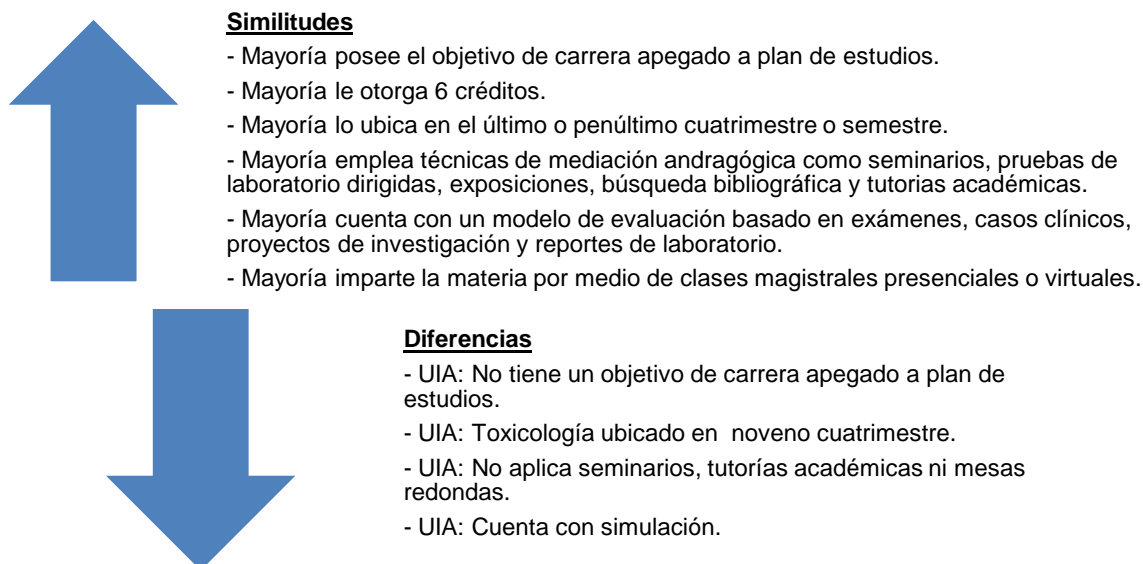 Similitudes
- Mayoría posee el objetivo de carrera apegado a plan de estudios.
- Mayoría le otorga 6 créditos.
- Mayoría lo ubica en el último o penúltimo cuatrimestre o semestre.
- Mayoría emplea técnicas de mediación andragógica como seminarios, pruebas de
laboratorio dirigidas, exposiciones, búsqueda bibliográfica y tutorias académicas.
- Mayoría cuenta con un modelo de evaluación basado en exámenes, casos clínicos,
proyectos de investigación y reportes de laboratorio.
- Mayoría imparte la materia por medio de clases magistrales presenciales o virtuales.
Diferencias
- UIA: No tiene un objetivo de carrera apegado a plan de
estudios.
- UIA: Toxicología ubicado en  noveno cuatrimestre.
- UIA: No aplica seminarios, tutorías académicas ni mesas
redondas.
- UIA: Cuenta con simulación.